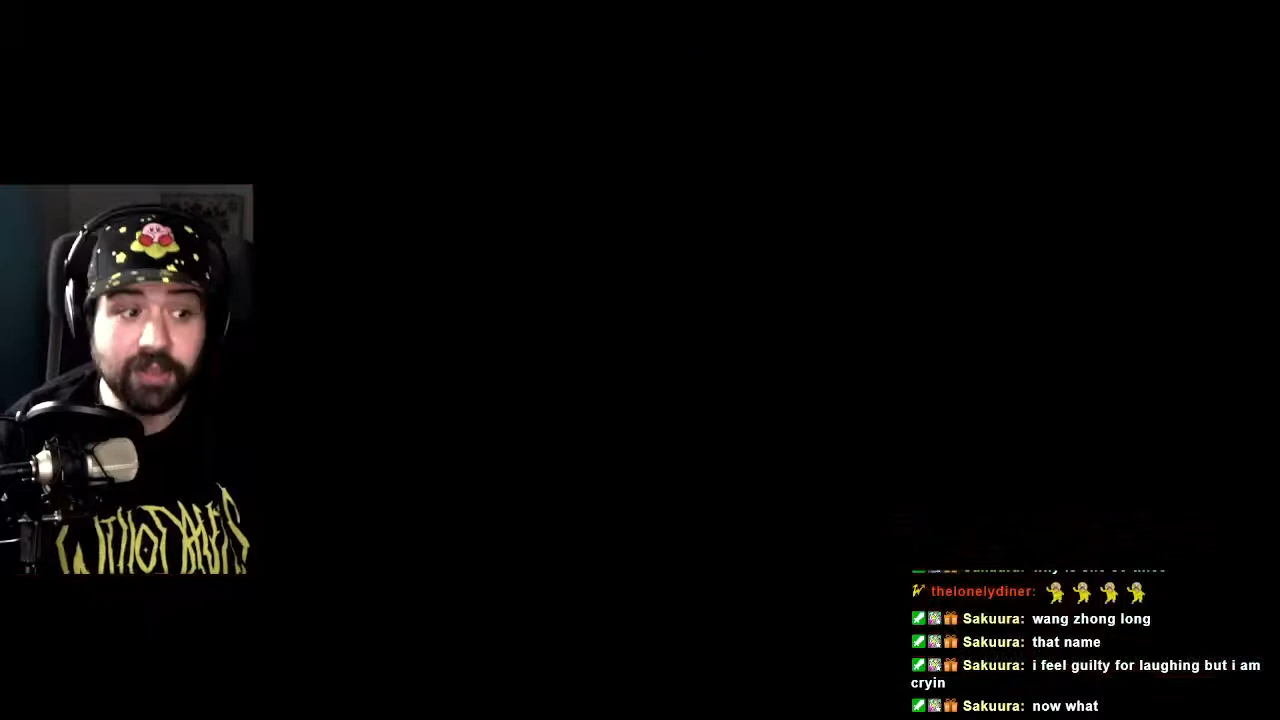 thelonelydiner:
Sakuura: wang zhong long
Sakuura: that name
Sakuura: i feel guilty for laughing but i am
cryin
Sakuura: now what